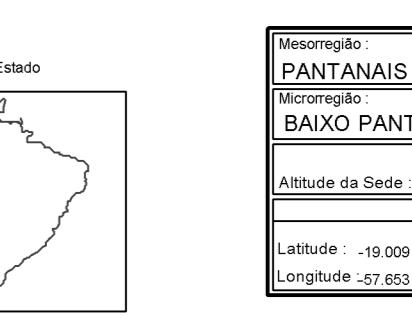 Estado
Mesorregião :
PANTANAIS
Microrregião :
BAIXO PANT
Altitude da Sede :
Latitude : -19.009
Longitude : -57.653